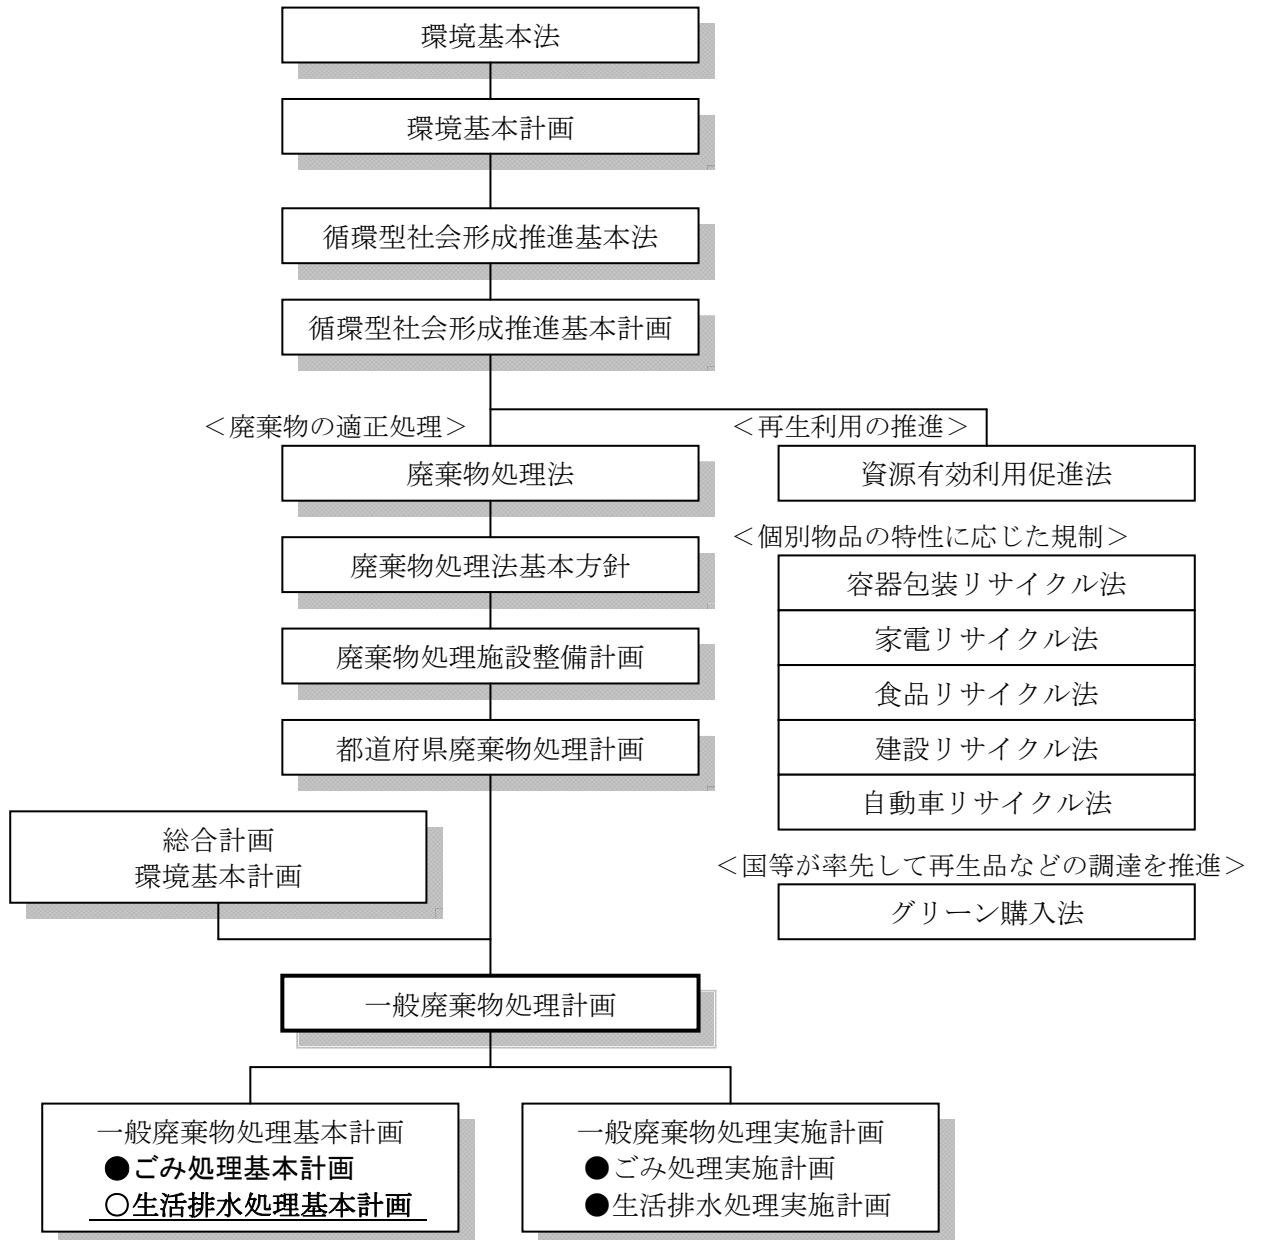 環境基本法
環境基本計画
循環型社会形成推進基本法
循環型社会形成推進基本計画
＜廃棄物の適正処理＞
＜再生利用の推進＞
廃棄物処理法
資源有効利用促進法
廃棄物処理法基本方針
＜個別物品の特性に応じた規制＞
容器包装リサイクル法
家電リサイクル法
食品リサイクル法
建設リサイクル法
自動車リサイクル法
廃棄物処理施設整備計画
都道府県廃棄物処理計画
総合計画
環境基本計画
＜国等が率先して再生品などの調達を推進＞
グリーン購入法
一般廃棄物処理計画
一般廃棄物処理基本計画
●ごみ処理基本計画
○生活排水処理基本計画
一般廃棄物処理実施計画
●ごみ処理実施計画
●生活排水処理実施計画